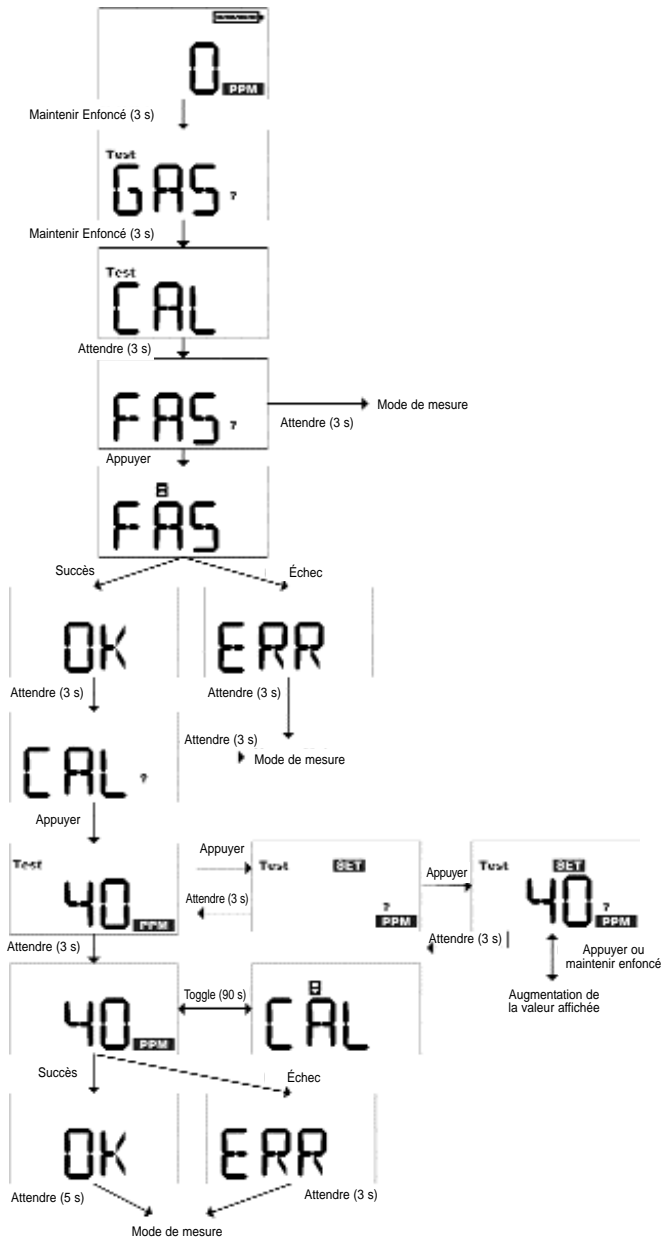 0 PPM
Maintenir Enfoncé (3 s)
Test
GAS ?
Maintenir Enfoncé (3 s)
Test
CAL
Attendre (3 s)
FAS ?
Attendre (3 s)
Mode de mesure
Appuyer
FAS
Succès
Échec
OK
ERR
Attendre (3 s)
Attendre (3 s)
CAL ?
Attendre (3 s)
Mode de mesure
Appuyer
Test
40 PPM
Appuyer
Attendre (3 s)
Test SET
?
PPM
Appuyer
Test SET
40 ?
PPM
Attendre (3 s)
Attendre (3 s)
Appuyer ou
maintenir enfoncé
Augmentation de
la valeur affichée
40 PPM
Toggle (90 s)
CAL
Succès
Échec
OK
ERR
Attendre (5 s)
Attendre (3 s)
Mode de mesure